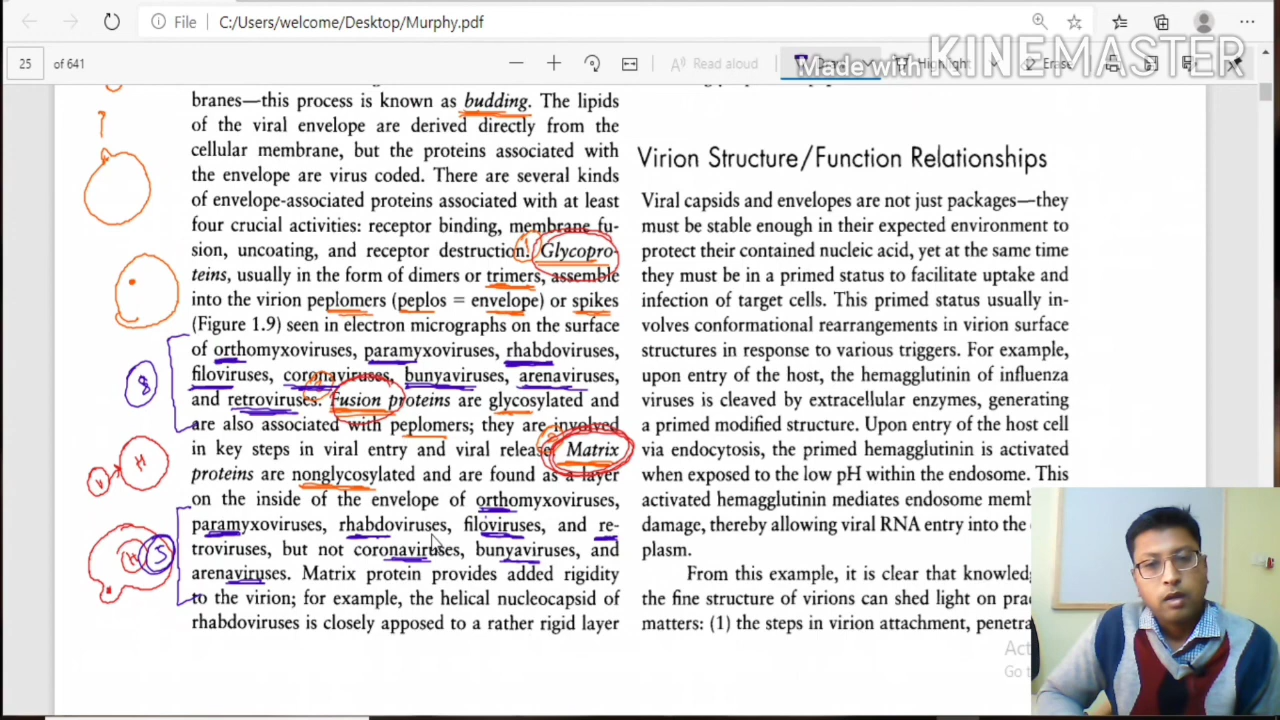 File
C:/Users/welcome/Desktop/Murphy.pdf
KINEMASTER
Made with
25 of 641
Read aloud
Highlight
Erase
branes—this process is known as budding. The lipids
of the viral envelope are derived directly from the
cellular membrane, but the proteins associated with
the envelope are virus coded. There are several kinds
of envelope-associated proteins associated with at least
four crucial activities: receptor binding, membrane fu-
sion, uncoating, and receptor destruction. Glycopro-
teins, usually in the form of dimers or trimers, assemble
into the virion peplomers (peplos = envelope) or spikes
(Figure 1.9) seen in electron micrographs on the surface
of orthomyxoviruses, paramyxoviruses, rhabdoviruses,
filoviruses, coronaviruses, bunyaviruses, arenaviruses,
and retroviruses. Fusion proteins are glycosylated and
are also associated with peplomers; they are involved
in key steps in viral entry and viral release. Matrix
proteins are nonglycosylated and are found as a layer
on the inside of the envelope of orthomyxoviruses,
paramyxoviruses, rhabdoviruses, filoviruses, and re-
troviruses, but not coronaviruses, bunyaviruses, and
arenaviruses. Matrix protein provides added rigidity
to the virion; for example, the helical nucleocapsid of
rhabdoviruses is closely apposed to a rather rigid layer
8
H
H
5
Virion Structure/Function Relationships
Viral capsids and envelopes are not just packages—they
must be stable enough in their expected environment to
protect their contained nucleic acid, yet at the same time
they must be in a primed status to facilitate uptake and
infection of target cells. This primed status usually in-
volves conformational rearrangements in virion surface
structures in response to various triggers. For example,
upon entry of the host, the hemagglutinin of influenza
viruses is cleaved by extracellular enzymes, generating
a primed modified structure. Upon entry of the host cell
via endocytosis, the primed hemagglutinin is activated
when exposed to the low pH within the endosome. This
activated hemagglutinin mediates endosome memb
damage, thereby allowing viral RNA entry into the
plasm.
From this example, it is clear that knowled
the fine structure of virions can shed light on pra
matters: (1) the steps in virion attachment, penetra
Act
Go t